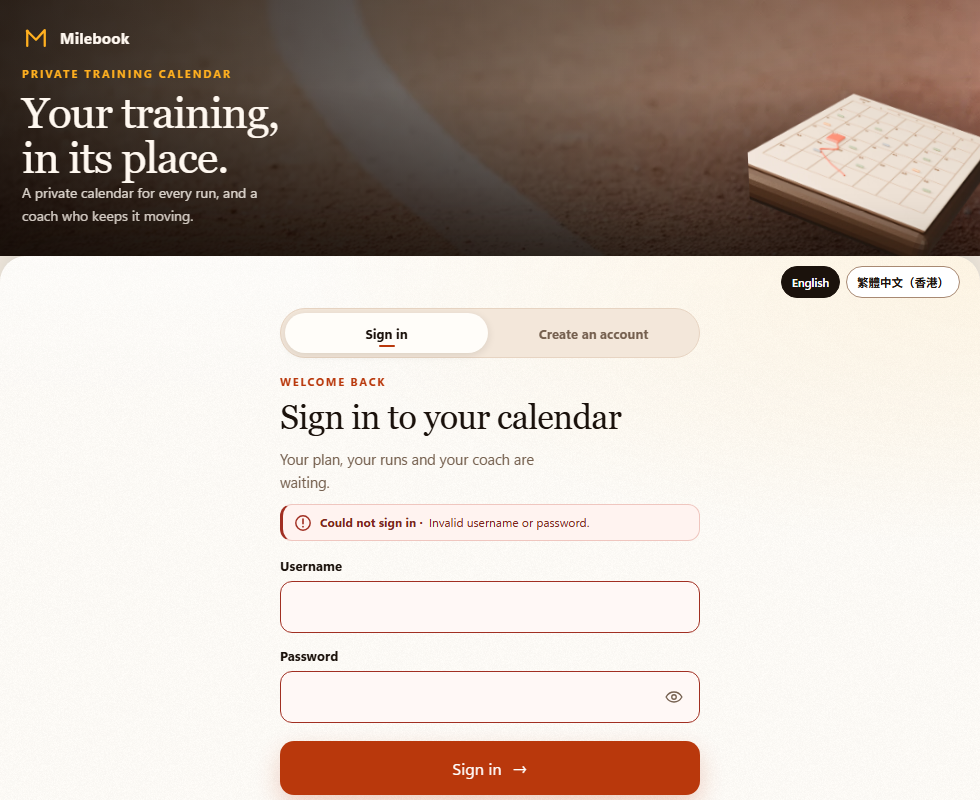 Milebook
PRIVATE TRAINING CALENDAR
Your training,
in its place.
A private calendar for every run, and a
coach who keeps it moving.
English
繁體中文（香港）
Sign in
Create an account
WELCOME BACK
Sign in to your calendar
Your plan, your runs and your coach are
waiting.
Could not sign in · Invalid username or password.
Username
Password
Sign in →